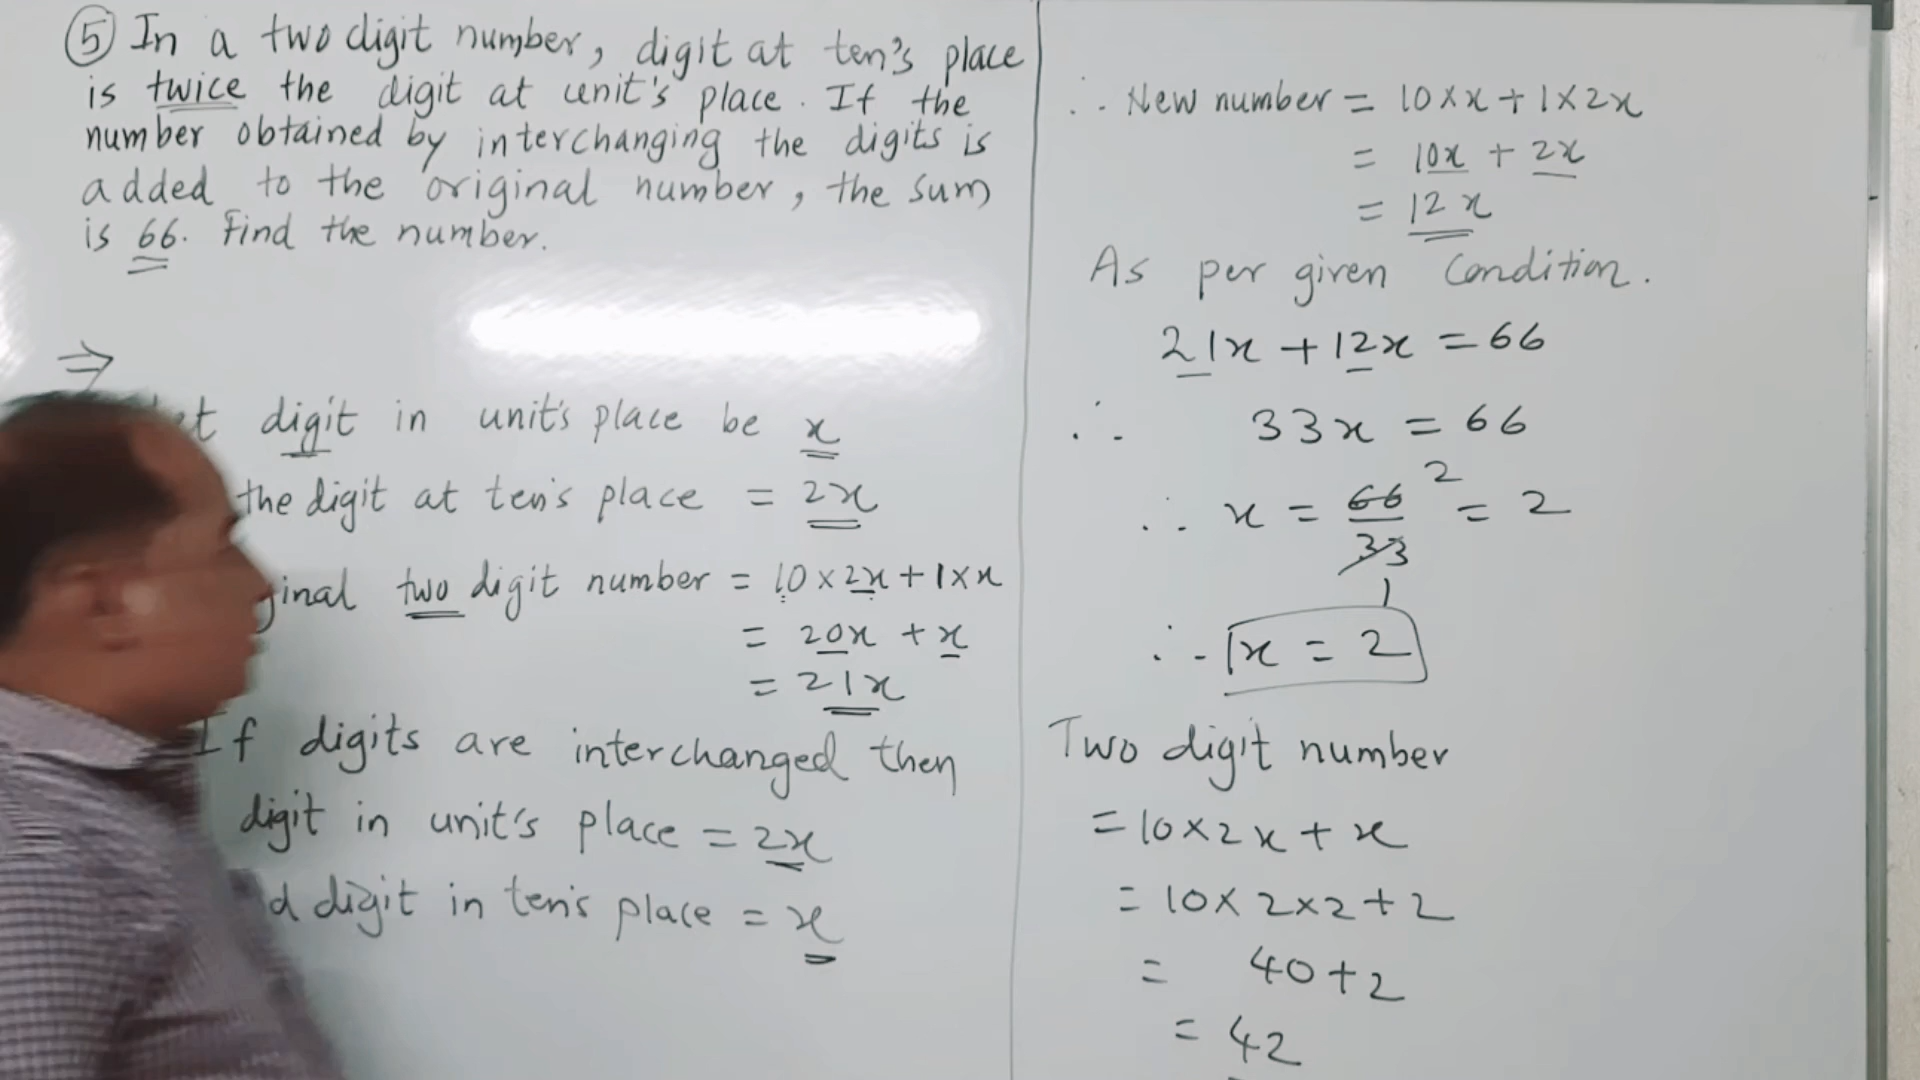 ⑤ In a two digit number, digit at ten's place
is twice the digit at unit's place. If the
number obtained by interchanging the digits is
added to the original number, the sum
is 66. Find the number.
⇒
digit in unit's place be x
the digit at ten's place = 2x
two digit number = 10 × 2x + 1 × x
= 20x + x
= 21x
If digits are interchanged then
digit in unit's place = 2x
digit in ten's place = x
∴ New number = 10 × x + 1 × 2x
= 10x + 2x
= 12x
As per given condition.
21x + 12x = 66
∴ 33x = 66
∴ x = 66/33 = 2
2
1
∴ x = 2
Two digit number
= 10 × 2x + x
= 10 × 2 × 2 + 2
= 40 + 2
= 42